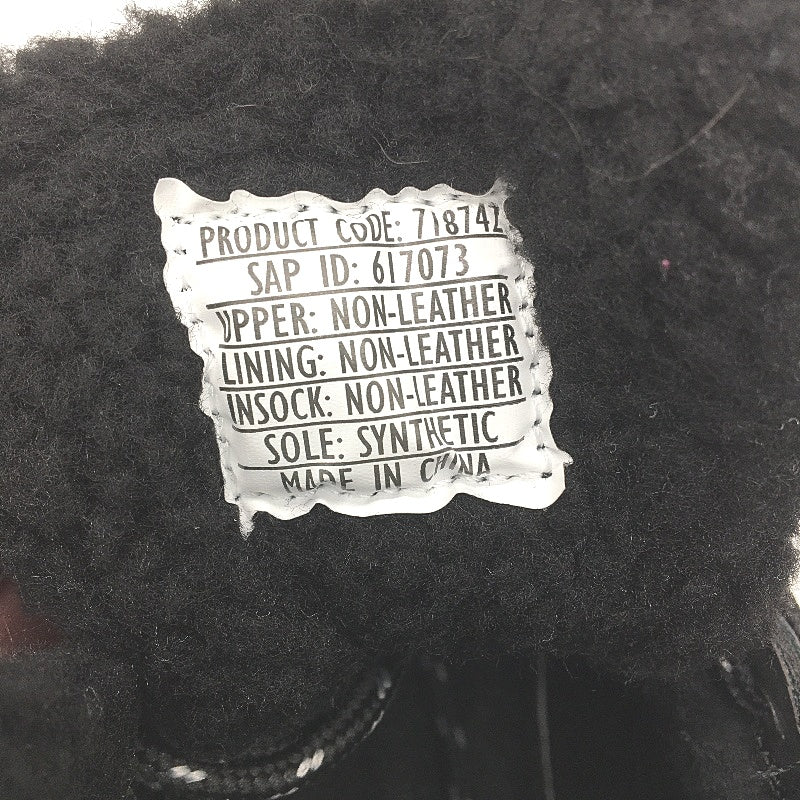 PRODUCT CODE: 718742
SAP ID: 617073
UPPER: NON-LEATHER
LINING: NON-LEATHER
INSOCK: NON-LEATHER
SOLE: SYNTHETIC
MADE IN CHINA